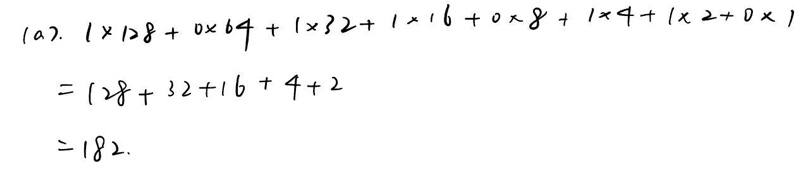 (a). 1×128 + 0×64 + 1×32 + 1×16 + 0×8 + 1×4 + 1×2 + 0×1
= 128 + 32 + 16 + 4 + 2
= 182.